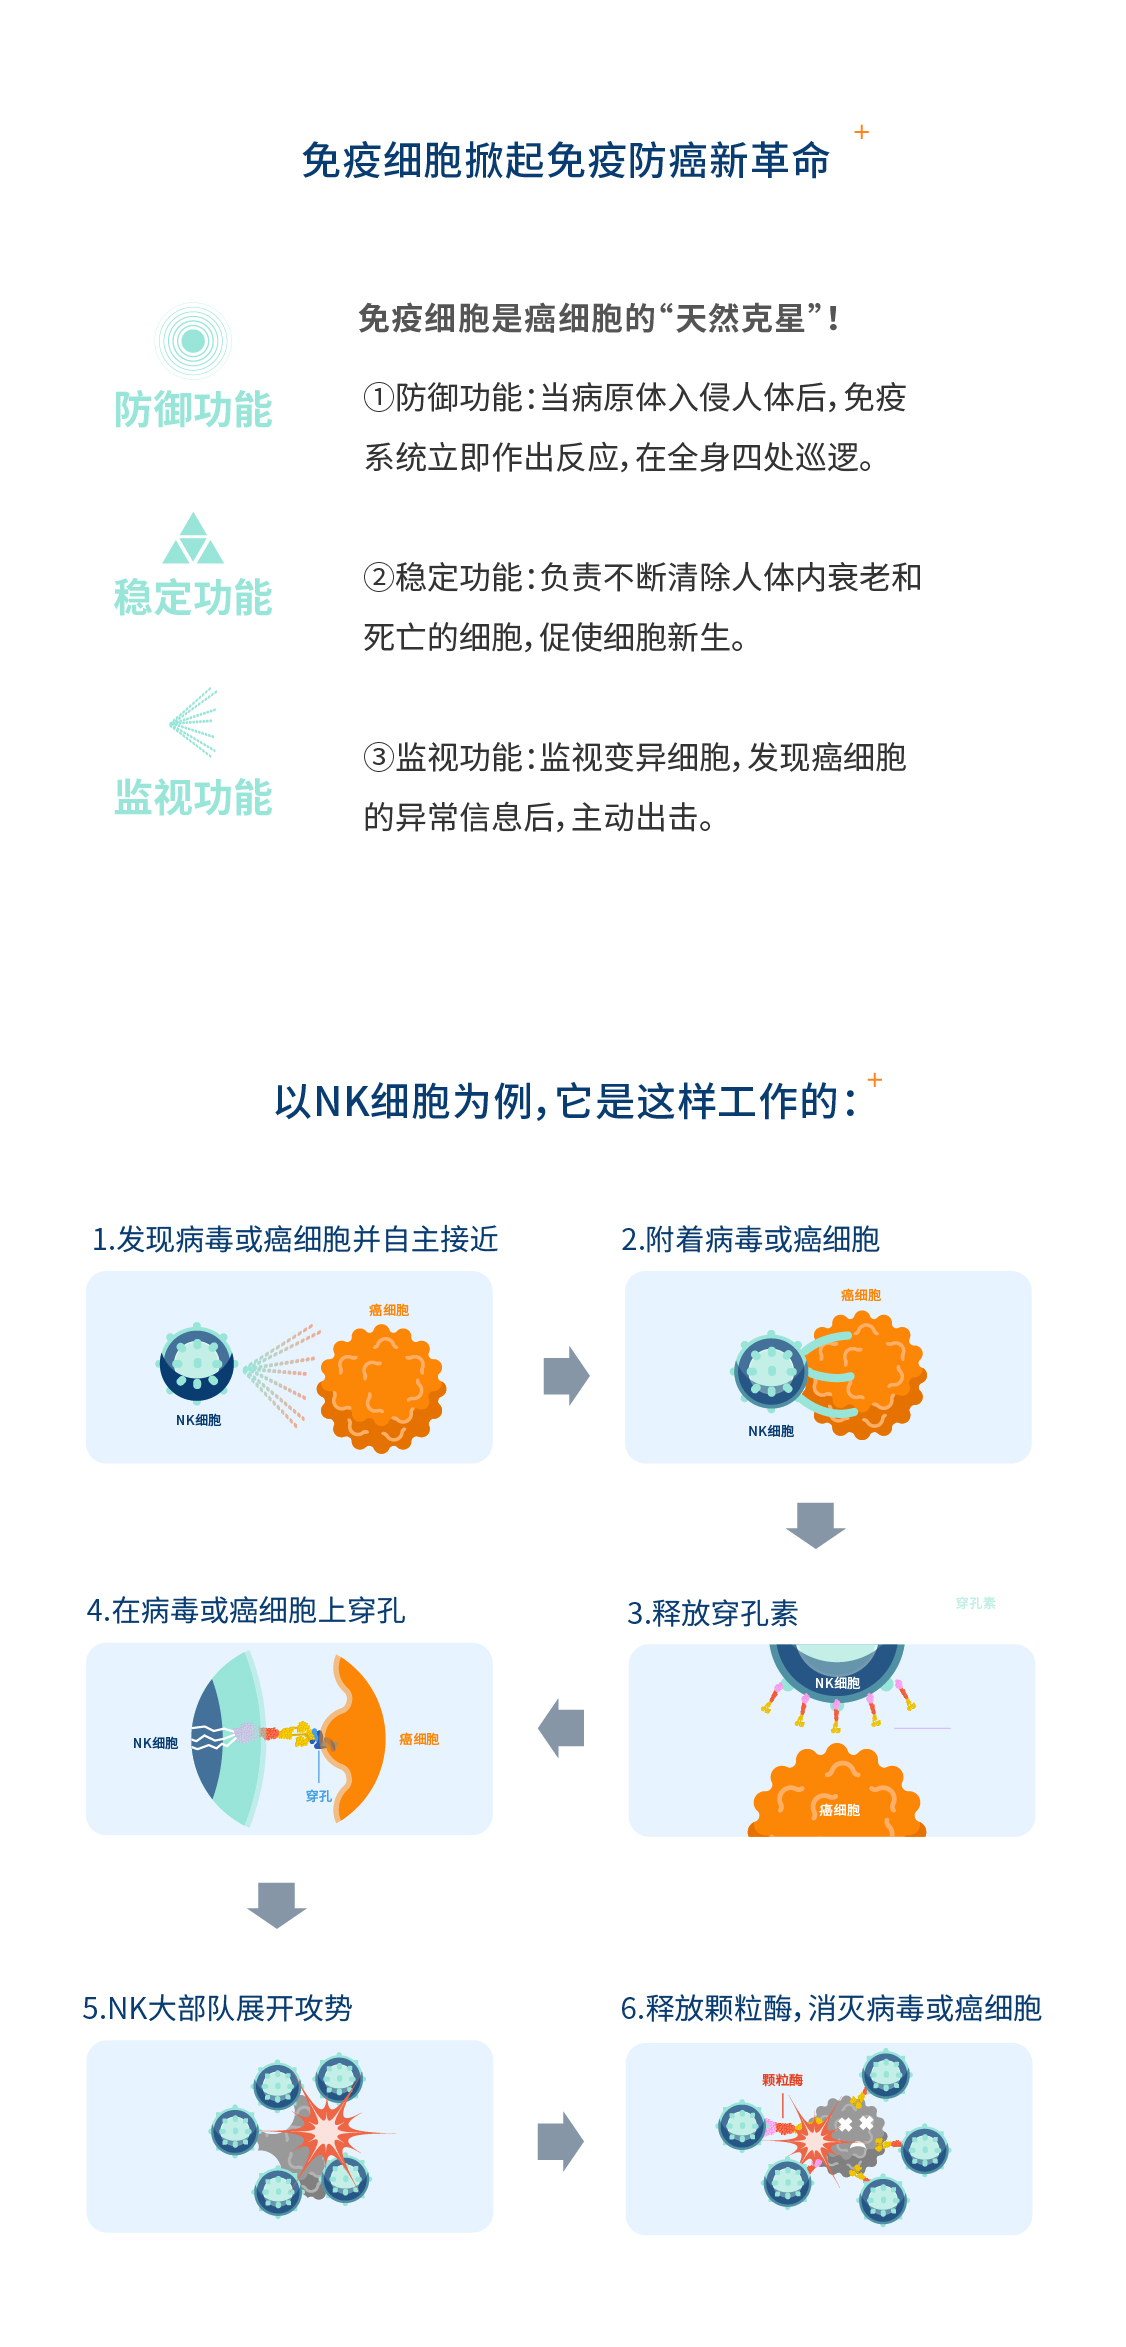 免疫细胞掀起免疫防癌新革命
免疫细胞是癌细胞的“天然克星”！
防御功能
①防御功能：当病原体入侵人体后，免疫
系统立即作出反应，在全身四处巡逻。
稳定功能
②稳定功能：负责不断清除人体内衰老和
死亡的细胞，促使细胞新生。
监视功能
③监视功能：监视变异细胞，发现癌细胞
的异常信息后，主动出击。
以NK细胞为例，它是这样工作的：
1.发现病毒或癌细胞并自主接近
癌细胞
NK细胞
2.附着病毒或癌细胞
癌细胞
NK细胞
3.释放穿孔素
穿孔素
NK细胞
癌细胞
4.在病毒或癌细胞上穿孔
NK细胞
癌细胞
穿孔
5.NK大部队展开攻势
6.释放颗粒酶，消灭病毒或癌细胞
颗粒酶